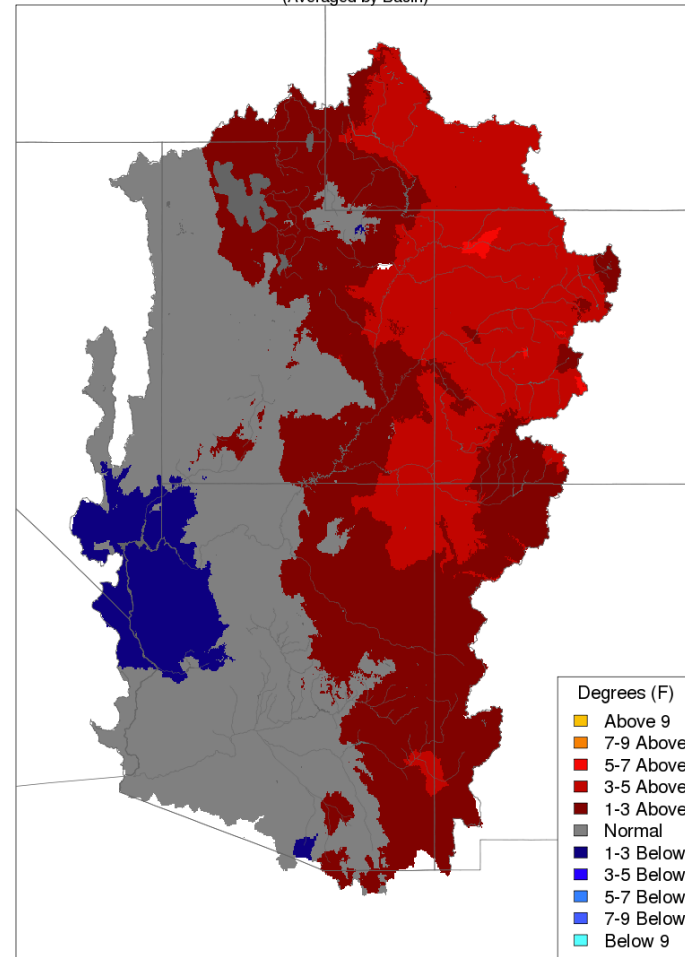 (Averaged by Basin)
Degrees (F)
Above 9
7-9 Above
5-7 Above
3-5 Above
1-3 Above
Normal
1-3 Below
3-5 Below
5-7 Below
7-9 Below
Below 9